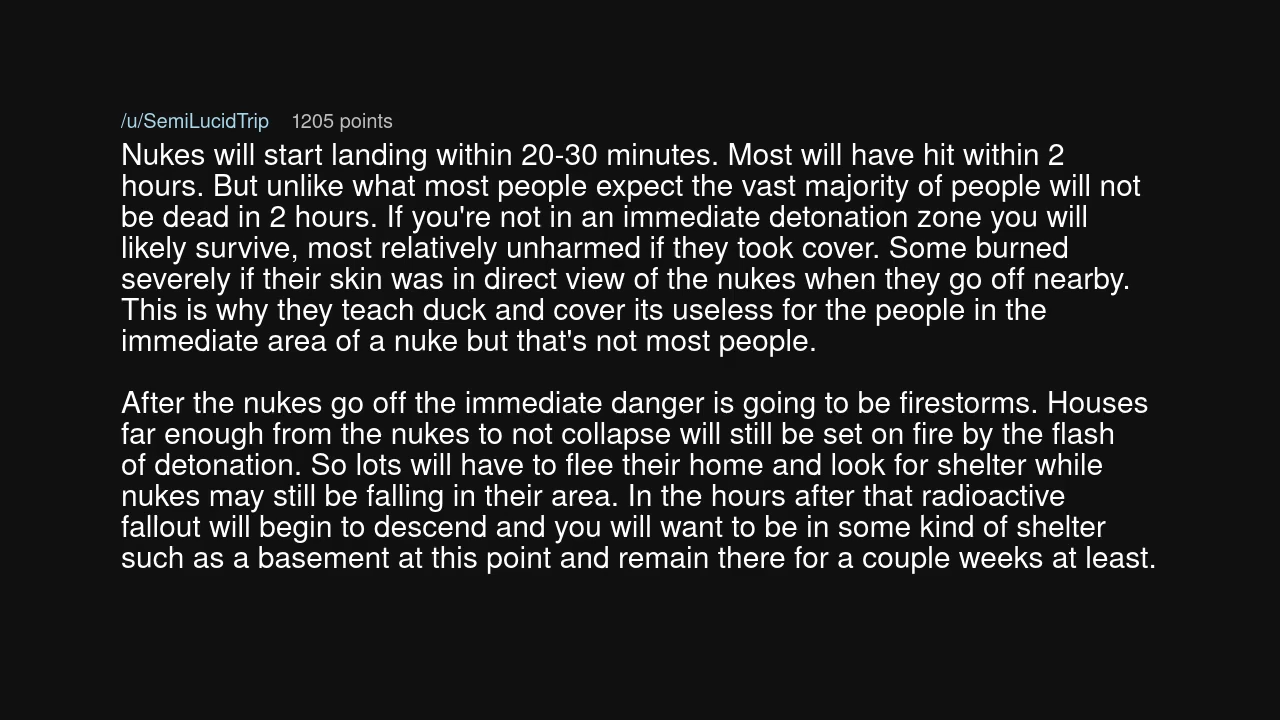 /u/SemiLucidTrip 1205 points
Nukes will start landing within 20-30 minutes. Most will have hit within 2
hours. But unlike what most people expect the vast majority of people will not
be dead in 2 hours. If you're not in an immediate detonation zone you will
likely survive, most relatively unharmed if they took cover. Some burned
severely if their skin was in direct view of the nukes when they go off nearby.
This is why they teach duck and cover its useless for the people in the
immediate area of a nuke but that's not most people.
After the nukes go off the immediate danger is going to be firestorms. Houses
far enough from the nukes to not collapse will still be set on fire by the flash
of detonation. So lots will have to flee their home and look for shelter while
nukes may still be falling in their area. In the hours after that radioactive
fallout will begin to descend and you will want to be in some kind of shelter
such as a basement at this point and remain there for a couple weeks at least.